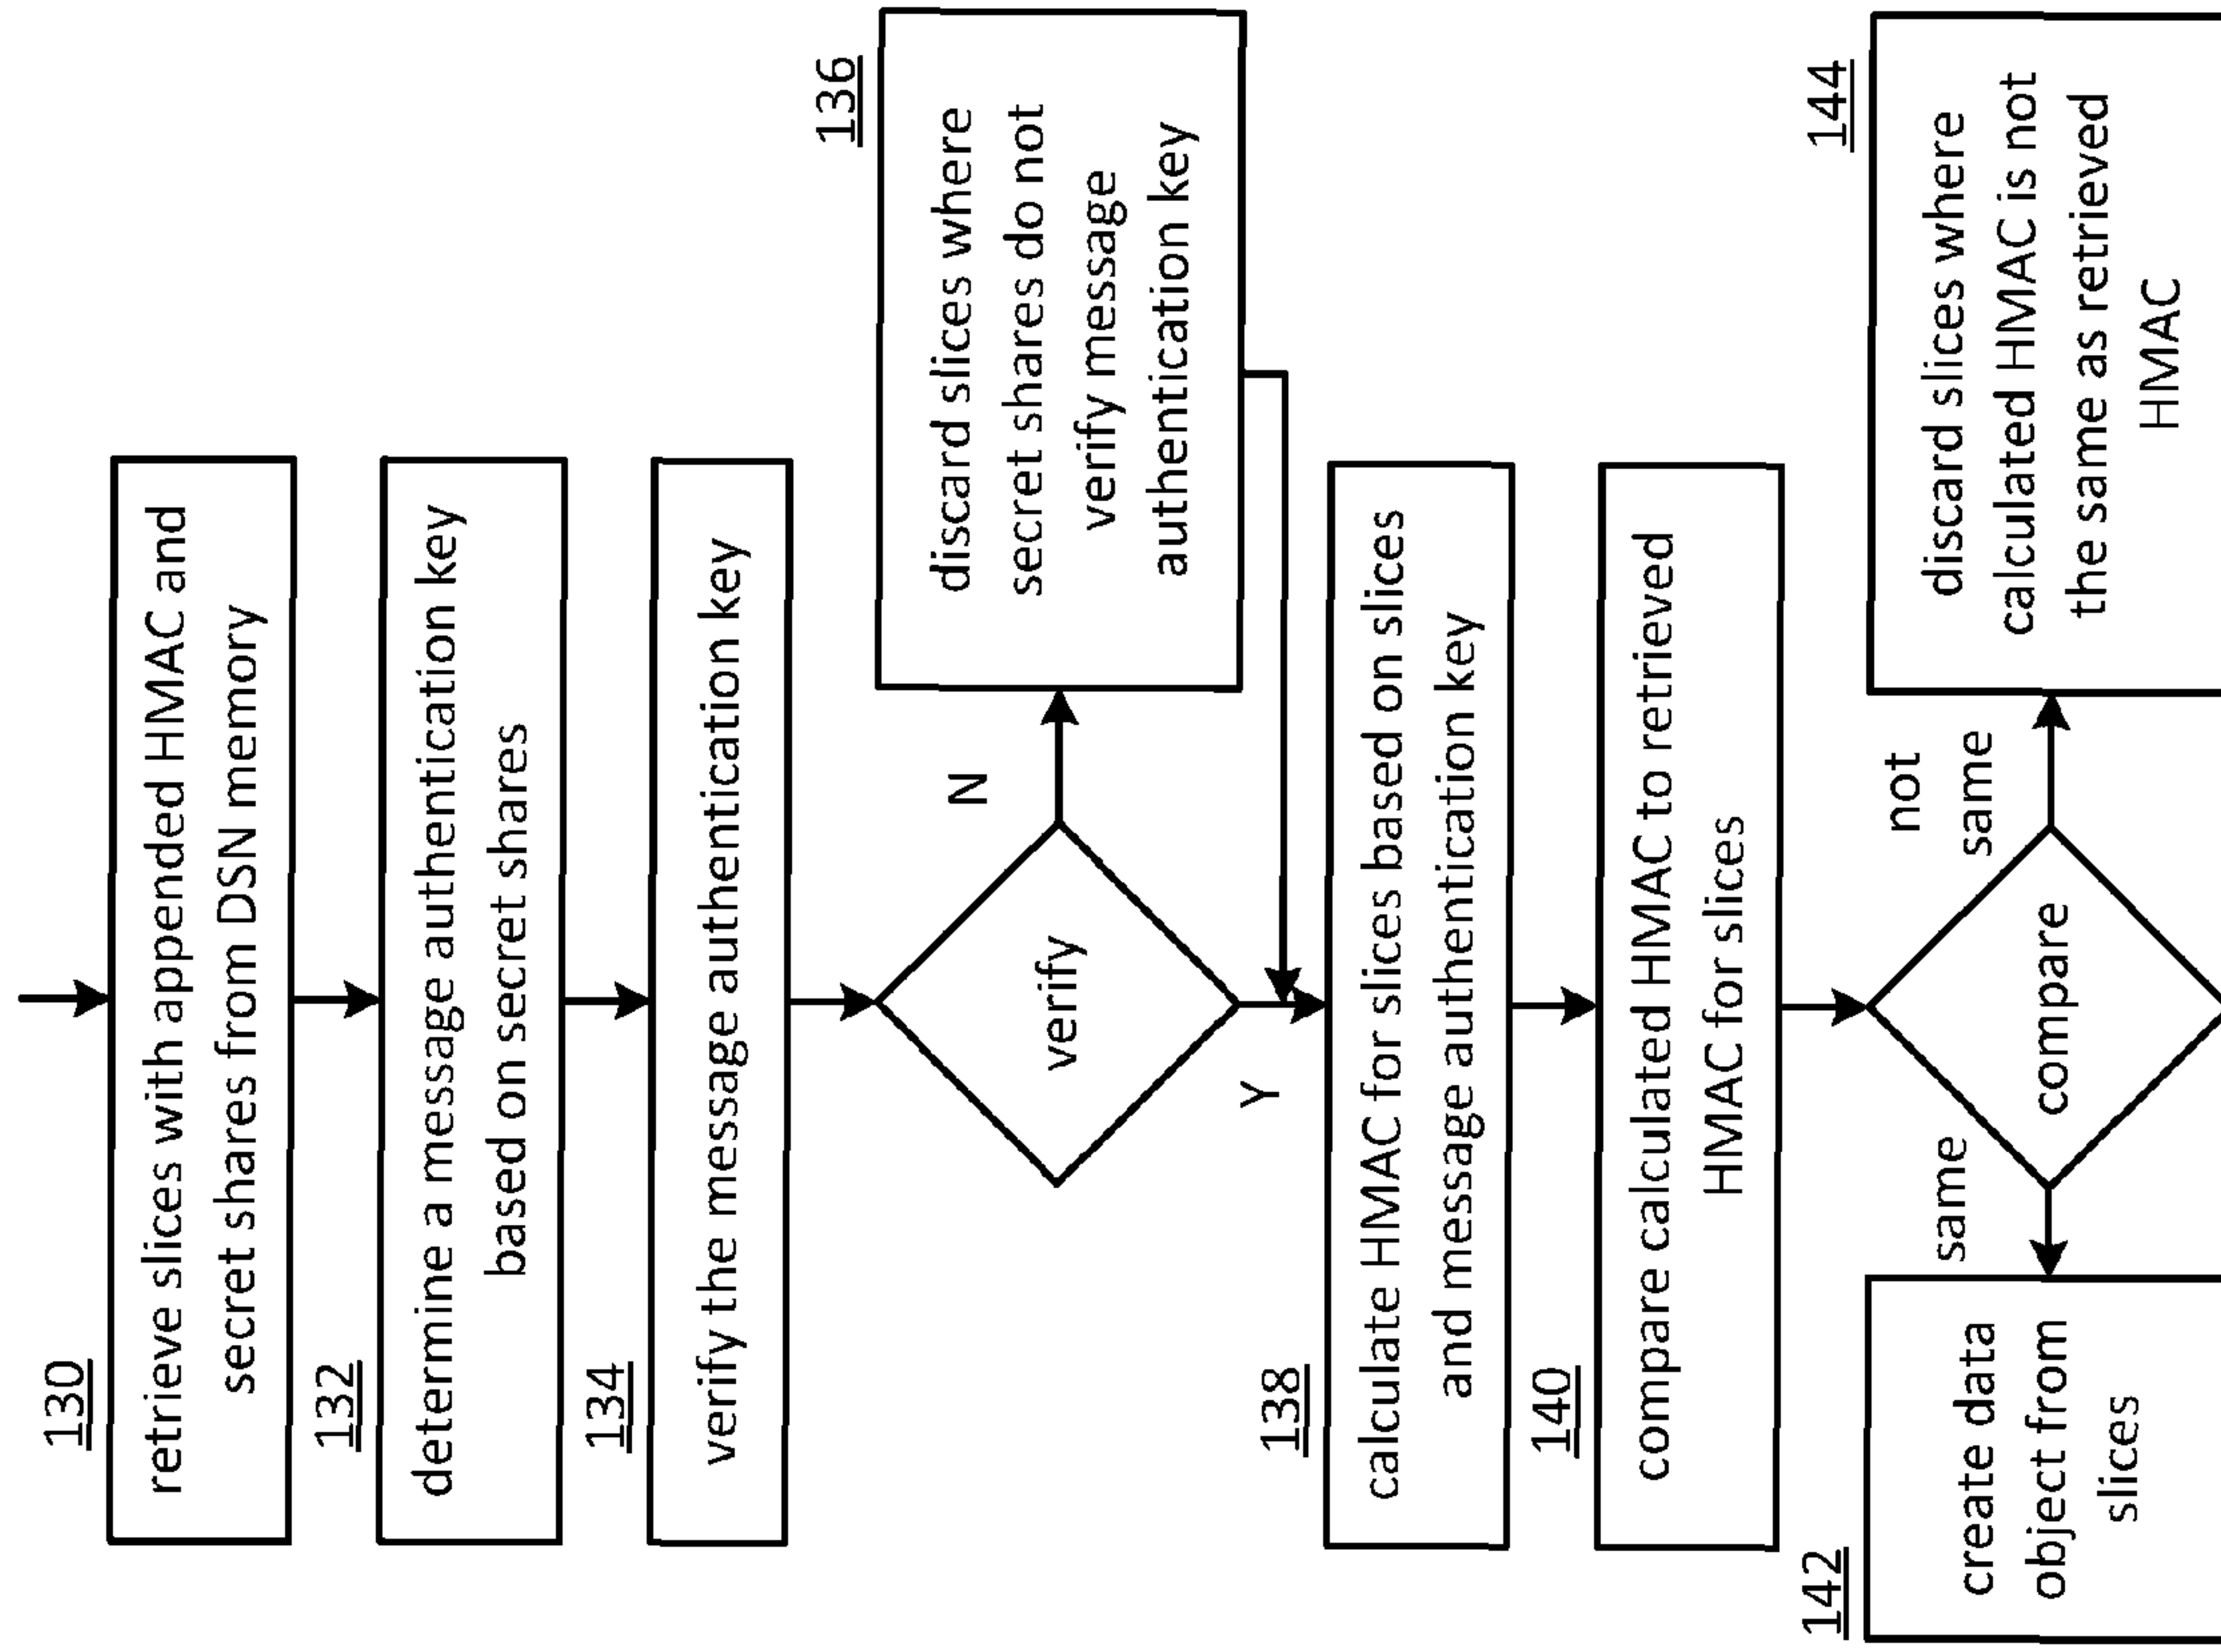 130
retrieve slices with appended HMAC and
secret shares from DSN memory
132
determine a message authentication key
based on secret shares
134
verify the message authentication key
verify
N
Y
136
discard slices where
secret shares do not
verify message
authentication key
138
calculate HMAC for slices based on slices
and message authentication key
140
compare calculated HMAC to retrieved
HMAC for slices
compare
same
not
same
142
create data
object from
slices
144
discard slices where
calculated HMAC is not
the same as retrieved
HMAC